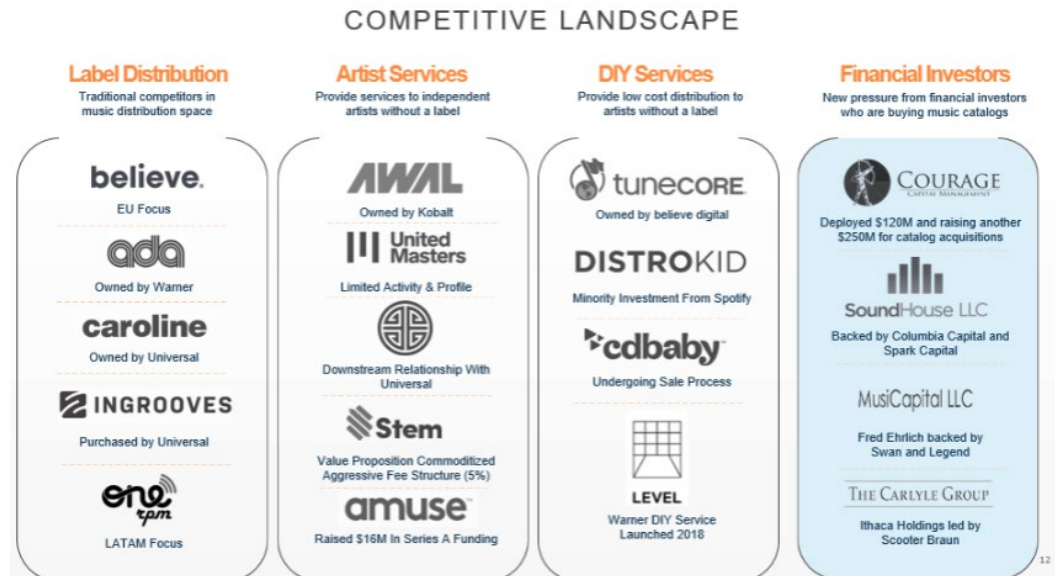 COMPETITIVE LANDSCAPE
Label Distribution
Traditional competitors in
music distribution space
believe.
EU Focus
ada
Owned by Warner
caroline
Owned by Universal
INGROOVES
Purchased by Universal
one
rpm
LATAM Focus
Artist Services
Provide services to independent
artists without a label
AWAL
Owned by Kobalt
United
Masters
Limited Activity & Profile
Downstream Relationship With
Universal
Stem
Value Proposition Commoditized
Aggressive Fee Structure (5%)
amuse
Raised $16M In Series A Funding
DIY Services
Provide low cost distribution to
artists without a label
TUNECORE
Owned by believe digital
DISTROKID
Minority Investment From Spotify
cdbaby
Undergoing Sale Process
LEVEL
Warner DIY Service
Launched 2018
Financial Investors
New pressure from financial investors
who are buying music catalogs
COURAGE
CAPITAL MANAGEMENT
Deployed $120M and raising another
$250M for catalog acquisitions
SoundHouse LLC
Backed by Columbia Capital and
Spark Capital
MusiCapital LLC
Fred Ehrlich backed by
Swan and Legend
THE CARLYLE GROUP
Ithaca Holdings led by
Scooter Braun
12